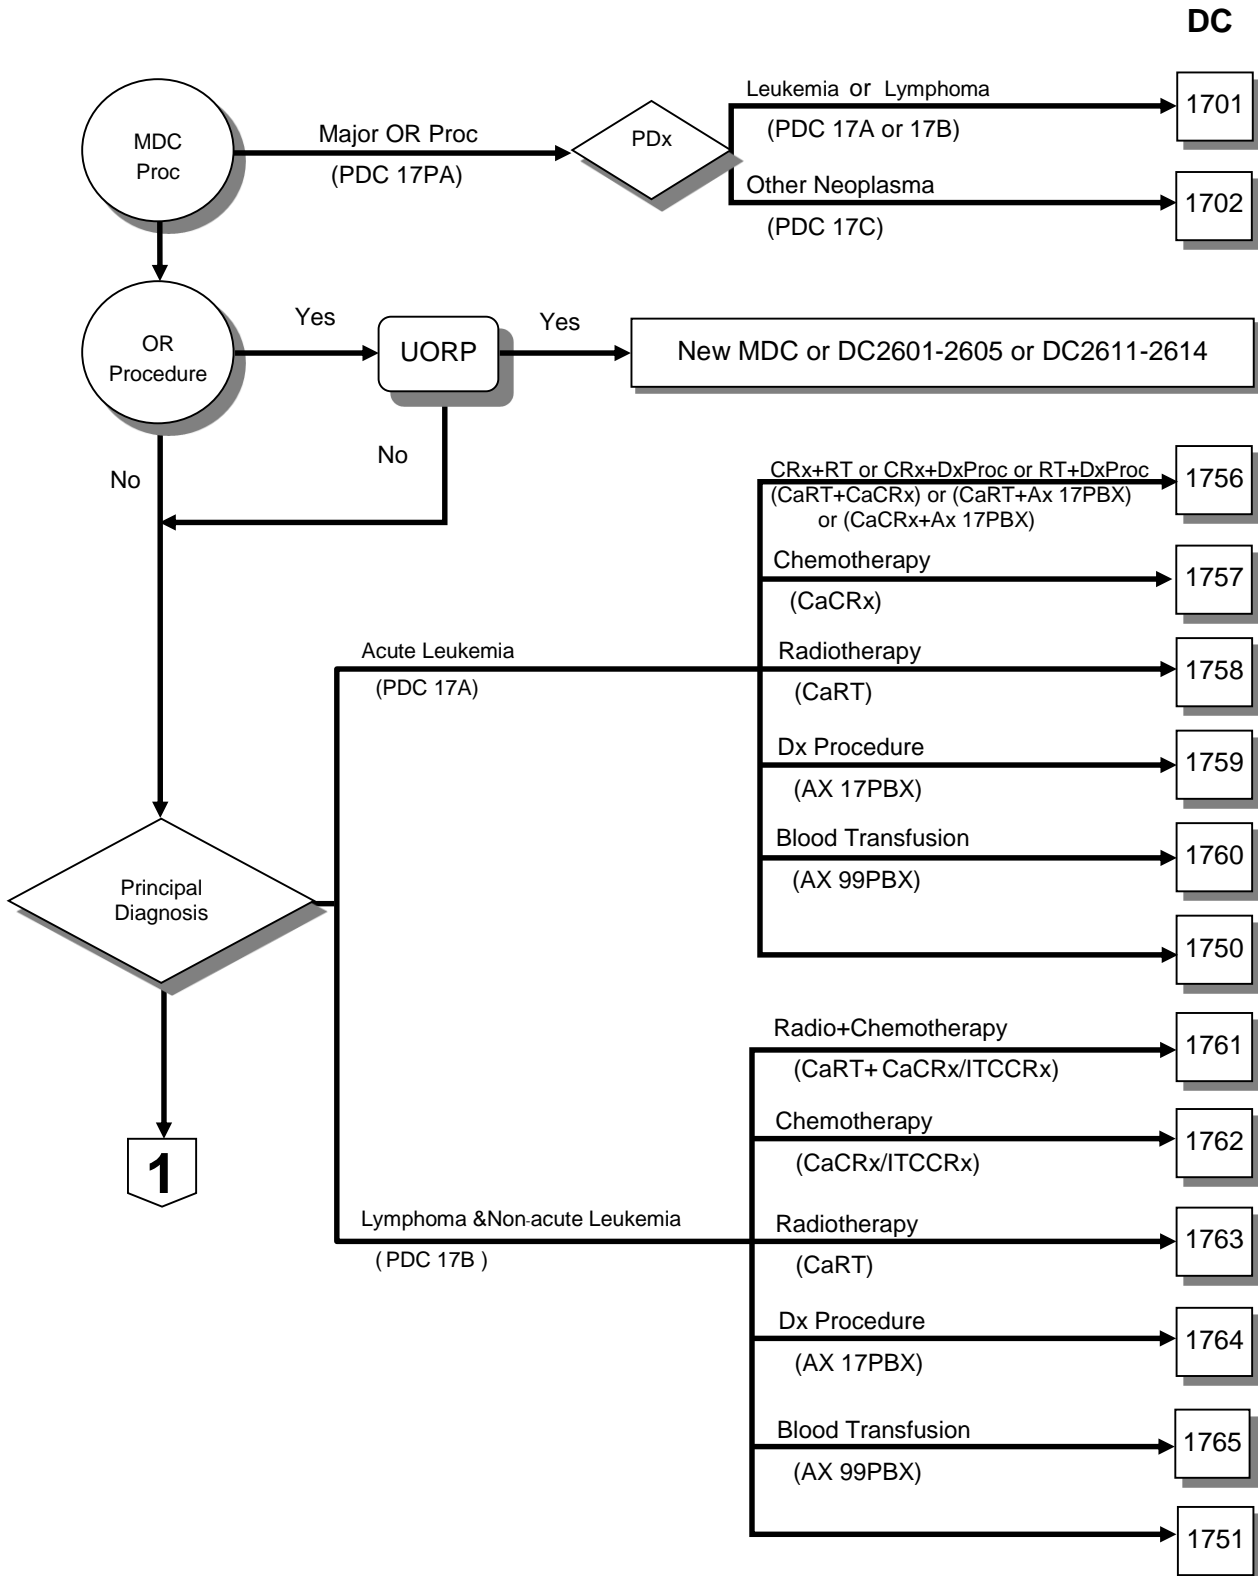 DC
Leukemia or Lymphoma
(PDC 17A or 17B)
1701
MDC
Proc
Major OR Proc
(PDC 17PA)
PDx
Other Neoplasma
(PDC 17C)
1702
OR
Procedure
Yes
UORP
Yes
New MDC or DC2601-2605 or DC2611-2614
No
No
CRx+RT or CRx+DxProc or RT+DxProc
(CaRT+CaCRx) or (CaRT+Ax 17PBX)
or (CaCRx+Ax 17PBX)
1756
Chemotherapy
(CaCRx)
1757
Acute Leukemia
(PDC 17A)
Radiotherapy
(CaRT)
1758
Dx Procedure
(AX 17PBX)
1759
Blood Transfusion
(AX 99PBX)
1760
Principal
Diagnosis
1750
Radio+Chemotherapy
(CaRT+ CaCRx/ITCCRx)
1761
Chemotherapy
(CaCRx/ITCCRx)
1762
1
Lymphoma &Non-acute Leukemia
( PDC 17B )
Radiotherapy
(CaRT)
1763
Dx Procedure
(AX 17PBX)
1764
Blood Transfusion
(AX 99PBX)
1765
1751